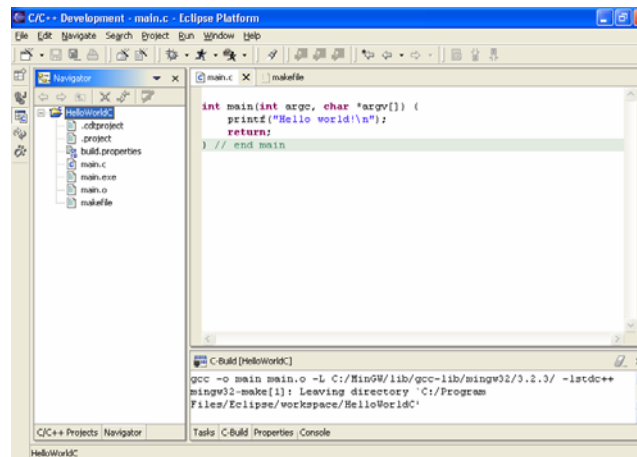 C/C++ Development - main.c - Eclipse Platform
File Edit Navigate Search Project Run Window Help
Navigator
HelloWorldC
.cdtproject
.project
build.properties
main.c
main.exe
main.o
makefile
C/C++ Projects Navigator
main.c makefile
int main(int argc, char *argv[]) {
printf("Hello world!\n");
return;
} // end main
C-Build [HelloWorldC]
gcc -o main main.o -L C:/MinGW/lib/gcc-lib/mingw32/3.2.3/ -lstdc++
mingw32-make[1]: Leaving directory `C:/Program
Files/Eclipse/workspace/HelloWorldC'
Tasks C-Build Properties Console
HelloWorldC